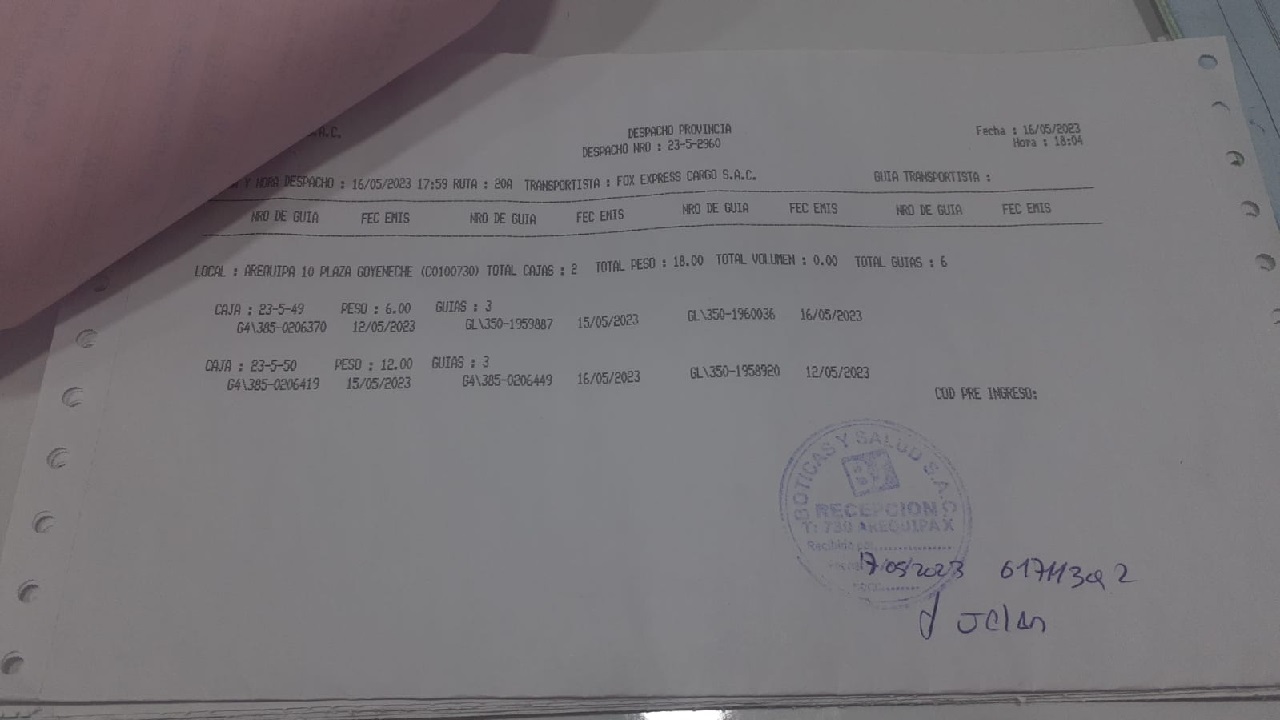 S.A.C. DESPACHO PROVINCIA Fecha : 16/05/2023
DESPACHO NRO : 23-5-2960 Hora : 18:04
Y HORA DESPACHO : 16/05/2023 17:59 RUTA : 20A TRANSPORTISTA : FOX EXPRESS CARGO S.A.C. GUIA TRANSPORTISTA :
NRO DE GUIA FEC EMIS NRO DE GUIA FEC EMIS NRO DE GUIA FEC EMIS NRO DE GUIA FEC EMIS
LOCAL : AREQUIPA 10 PLAZA GOYENECHE (C0100730) TOTAL CAJAS : 2 TOTAL PESO : 18.00 TOTAL VOLUMEN : 0.00 TOTAL GUIAS : 6
CAJA : 23-5-49 PESO : 6.00 GUIAS : 3
G4\385-0206370 12/05/2023 GL\350-1959887 15/05/2023 GL\350-1960036 16/05/2023
CAJA : 23-5-50 PESO : 12.00 GUIAS : 3
G4\385-0206419 15/05/2023 G4\385-0206449 16/05/2023 GL\350-1958920 12/05/2023
COD PRE INGRESO:
BOTICAS Y SALUD S.A.C
RECEPCION
T: 730 AREQUIPA X
Recibido por
17/05/2023